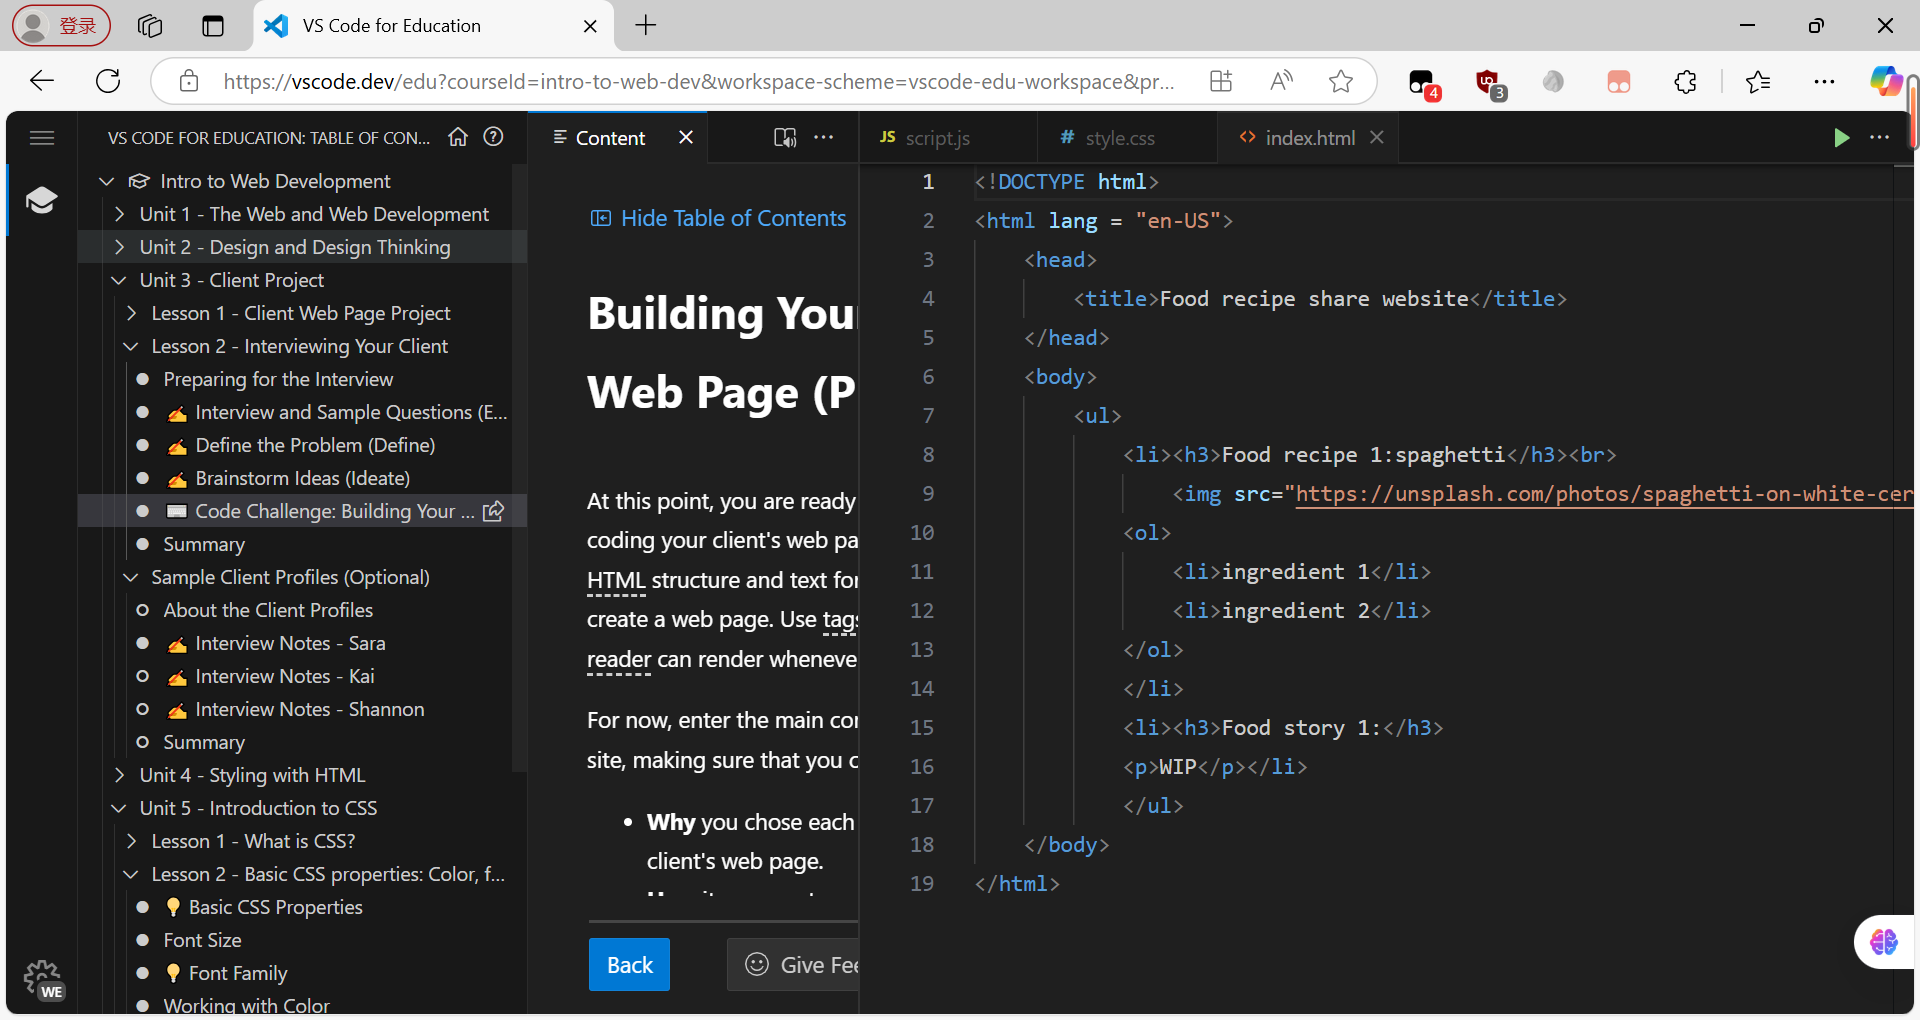 登录
VS Code for Education
https://vscode.dev/edu?courseId=intro-to-web-dev&workspace-scheme=vscode-edu-workspace&pr...
4
3
VS CODE FOR EDUCATION: TABLE OF CON...
Intro to Web Development
Unit 1 - The Web and Web Development
Unit 2 - Design and Design Thinking
Unit 3 - Client Project
Lesson 1 - Client Web Page Project
Lesson 2 - Interviewing Your Client
Preparing for the Interview
Interview and Sample Questions (E...
Define the Problem (Define)
Brainstorm Ideas (Ideate)
Code Challenge: Building Your ...
Summary
Sample Client Profiles (Optional)
About the Client Profiles
Interview Notes - Sara
Interview Notes - Kai
Interview Notes - Shannon
Summary
Unit 4 - Styling with HTML
Unit 5 - Introduction to CSS
Lesson 1 - What is CSS?
Lesson 2 - Basic CSS properties: Color, f...
Basic CSS Properties
Font Size
Font Family
Working with Color
WE
Content
Hide Table of Contents
Building You
Web Page (P
At this point, you are ready
coding your client's web pa
HTML structure and text for
create a web page. Use tags
reader can render wheneve
For now, enter the main co
site, making sure that you c
Why you chose each
client's web page.
Back
Give Fee
JS script.js
# style.css
<> index.html
1 <!DOCTYPE html>
2 <html lang = "en-US">
3 <head>
4 <title>Food recipe share website</title>
5 </head>
6 <body>
7 <ul>
8 <li><h3>Food recipe 1:spaghetti</h3><br>
9 <img src="https://unsplash.com/photos/spaghetti-on-white-cer
10 <ol>
11 <li>ingredient 1</li>
12 <li>ingredient 2</li>
13 </ol>
14 </li>
15 <li><h3>Food story 1:</h3>
16 <p>WIP</p></li>
17 </ul>
18 </body>
19 </html>